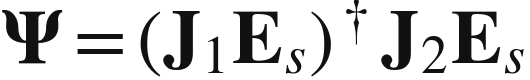 𝚿 = (𝐉₁𝐄ₛ)† 𝐉₂𝐄ₛ